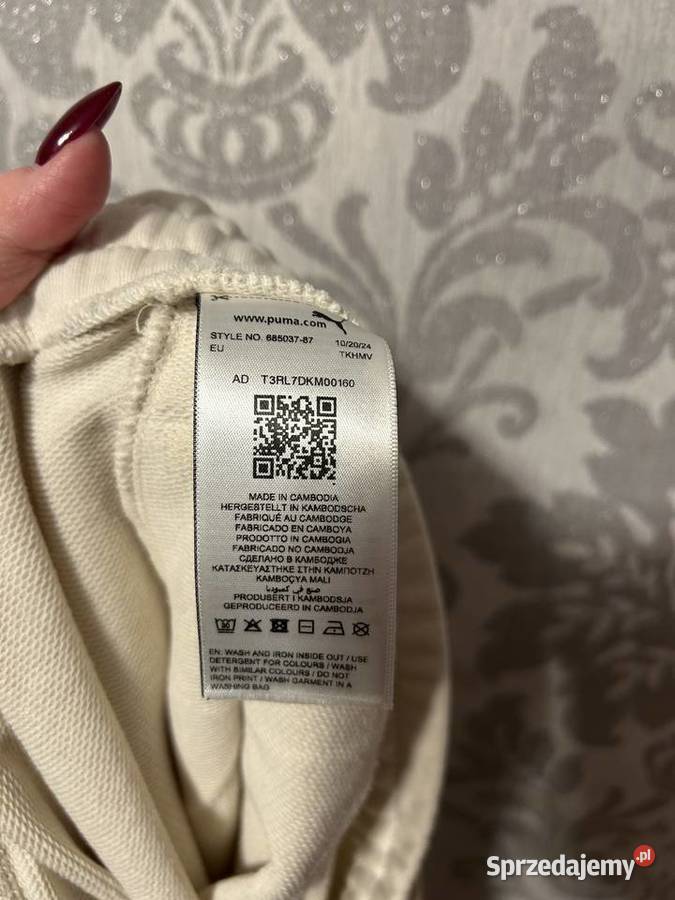 www.puma.com
STYLE NO. 685037-87 10/20/24
EU TKHMV
AD T3RL7DKM00160
MADE IN CAMBODIA
HERGESTELLT IN KAMBODSCHA
FABRIQUÉ AU CAMBODGE
FABRICADO EN CAMBOYA
PRODOTTO IN CAMBOGIA
FABRICADO NO CAMBODJA
СДЕЛАНО В КАМБОДЖЕ
ΚΑΤΑΣΚΕΥΑΣΤΗΚΕ ΣΤΗΝ ΚΑΜΠΟΤΖΗ
KAMBOÇYA MALI
صنع في كمبوديا
PRODUSERT I KAMBODSJA
GEPRODUCEERD IN CAMBODJA
EN: WASH AND IRON INSIDE OUT / USE
DETERGENT FOR COLOURS / WASH
WITH SIMILAR COLOURS / DO NOT
IRON PRINT / WASH GARMENT IN A
WASHING BAG
Sprzedajemy.pl